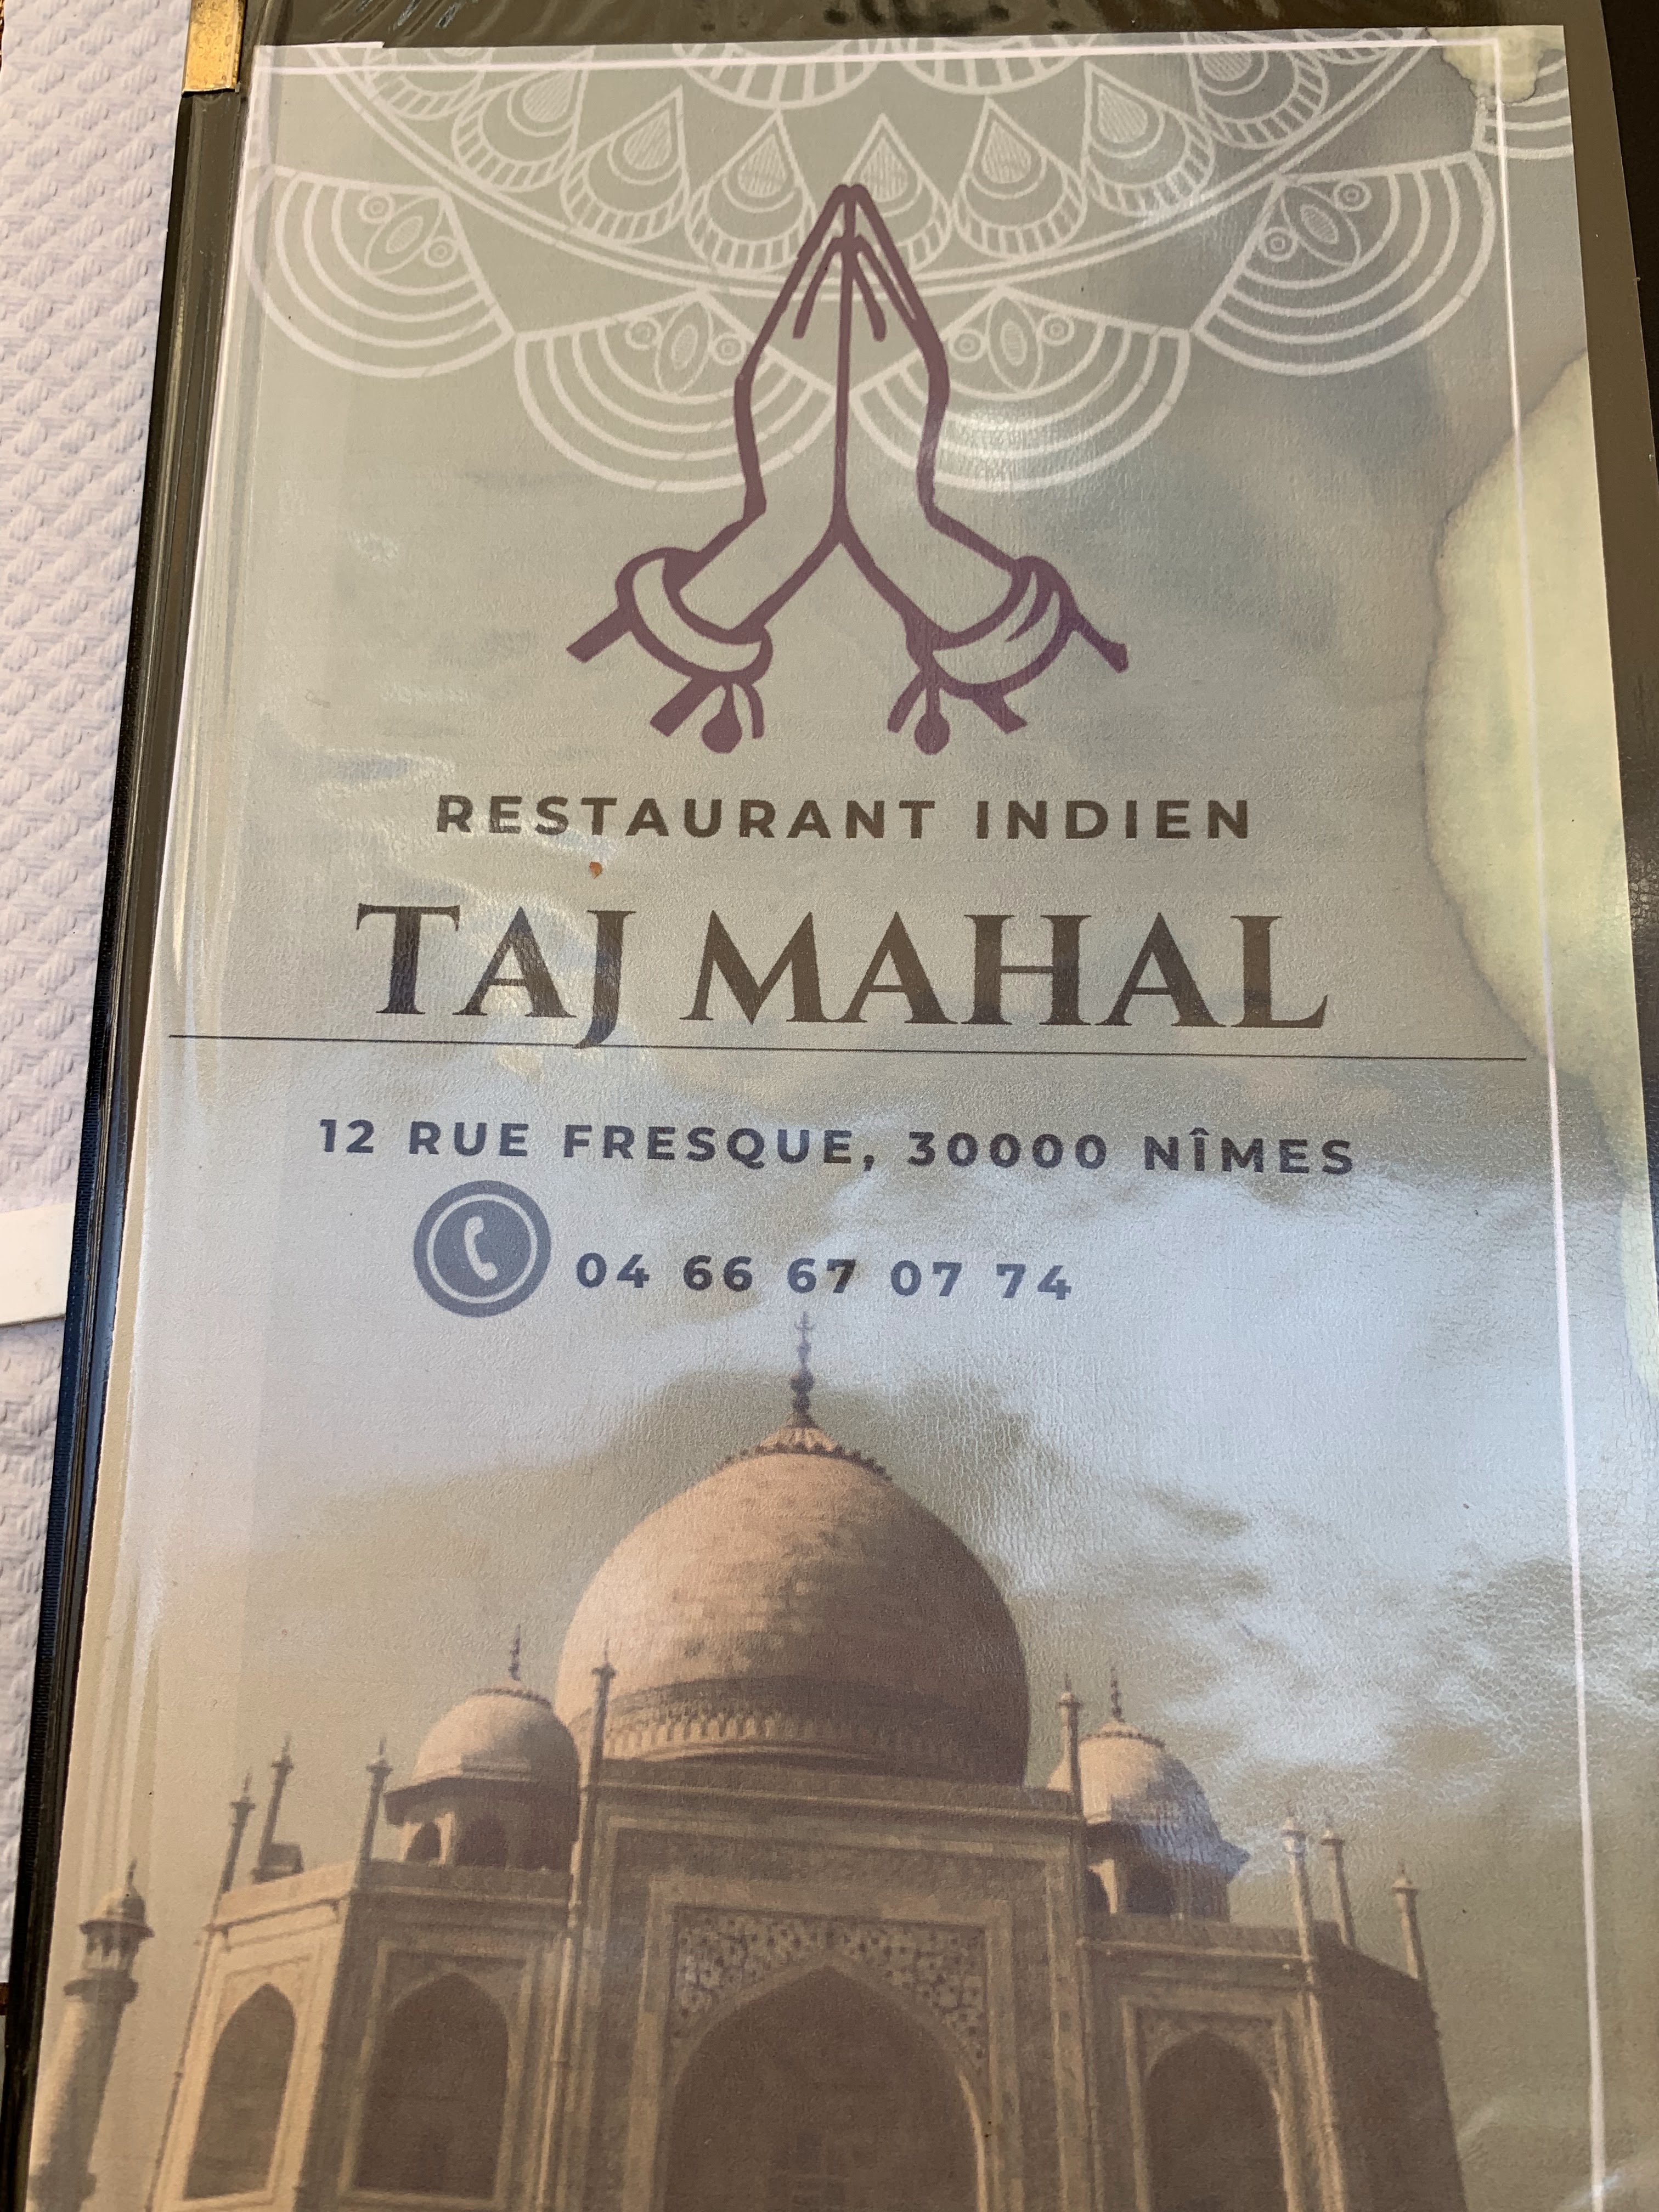 RESTAURANT INDIEN
TAJ MAHAL
12 RUE FRESQUE, 30000 NÎMES
04 66 67 07 74